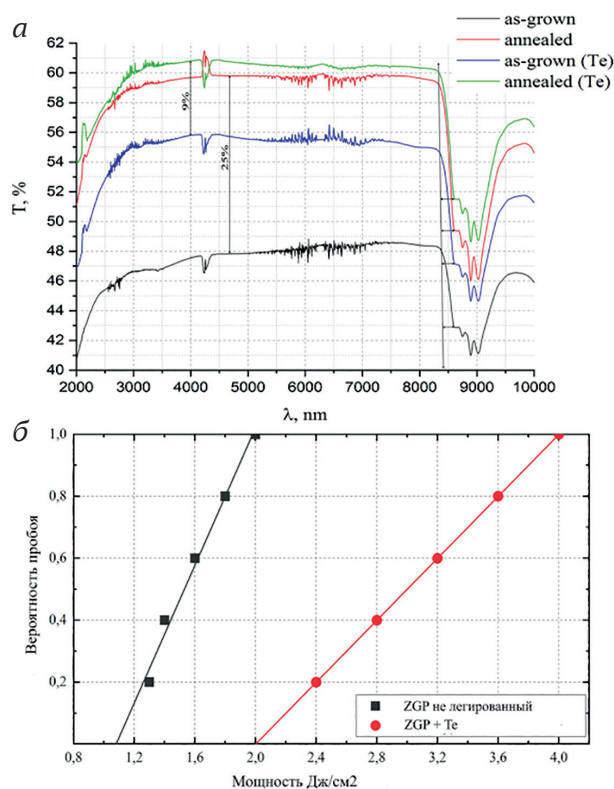 а
as-grown
annealed
as-grown (Te)
annealed (Te)
62
60
58
56
54
52
50
48
46
44
42
40
T, %
9%
25%
2000 3000 4000 5000 6000 7000 8000 9000 10000
λ, nm
б
1,0
0,8
0,6
0,4
0,2
Вероятность пробоя
ZGP не легированный
ZGP + Te
0,8 1,2 1,6 2,0 2,4 2,8 3,2 3,6 4,0
Мощность Дж/см2